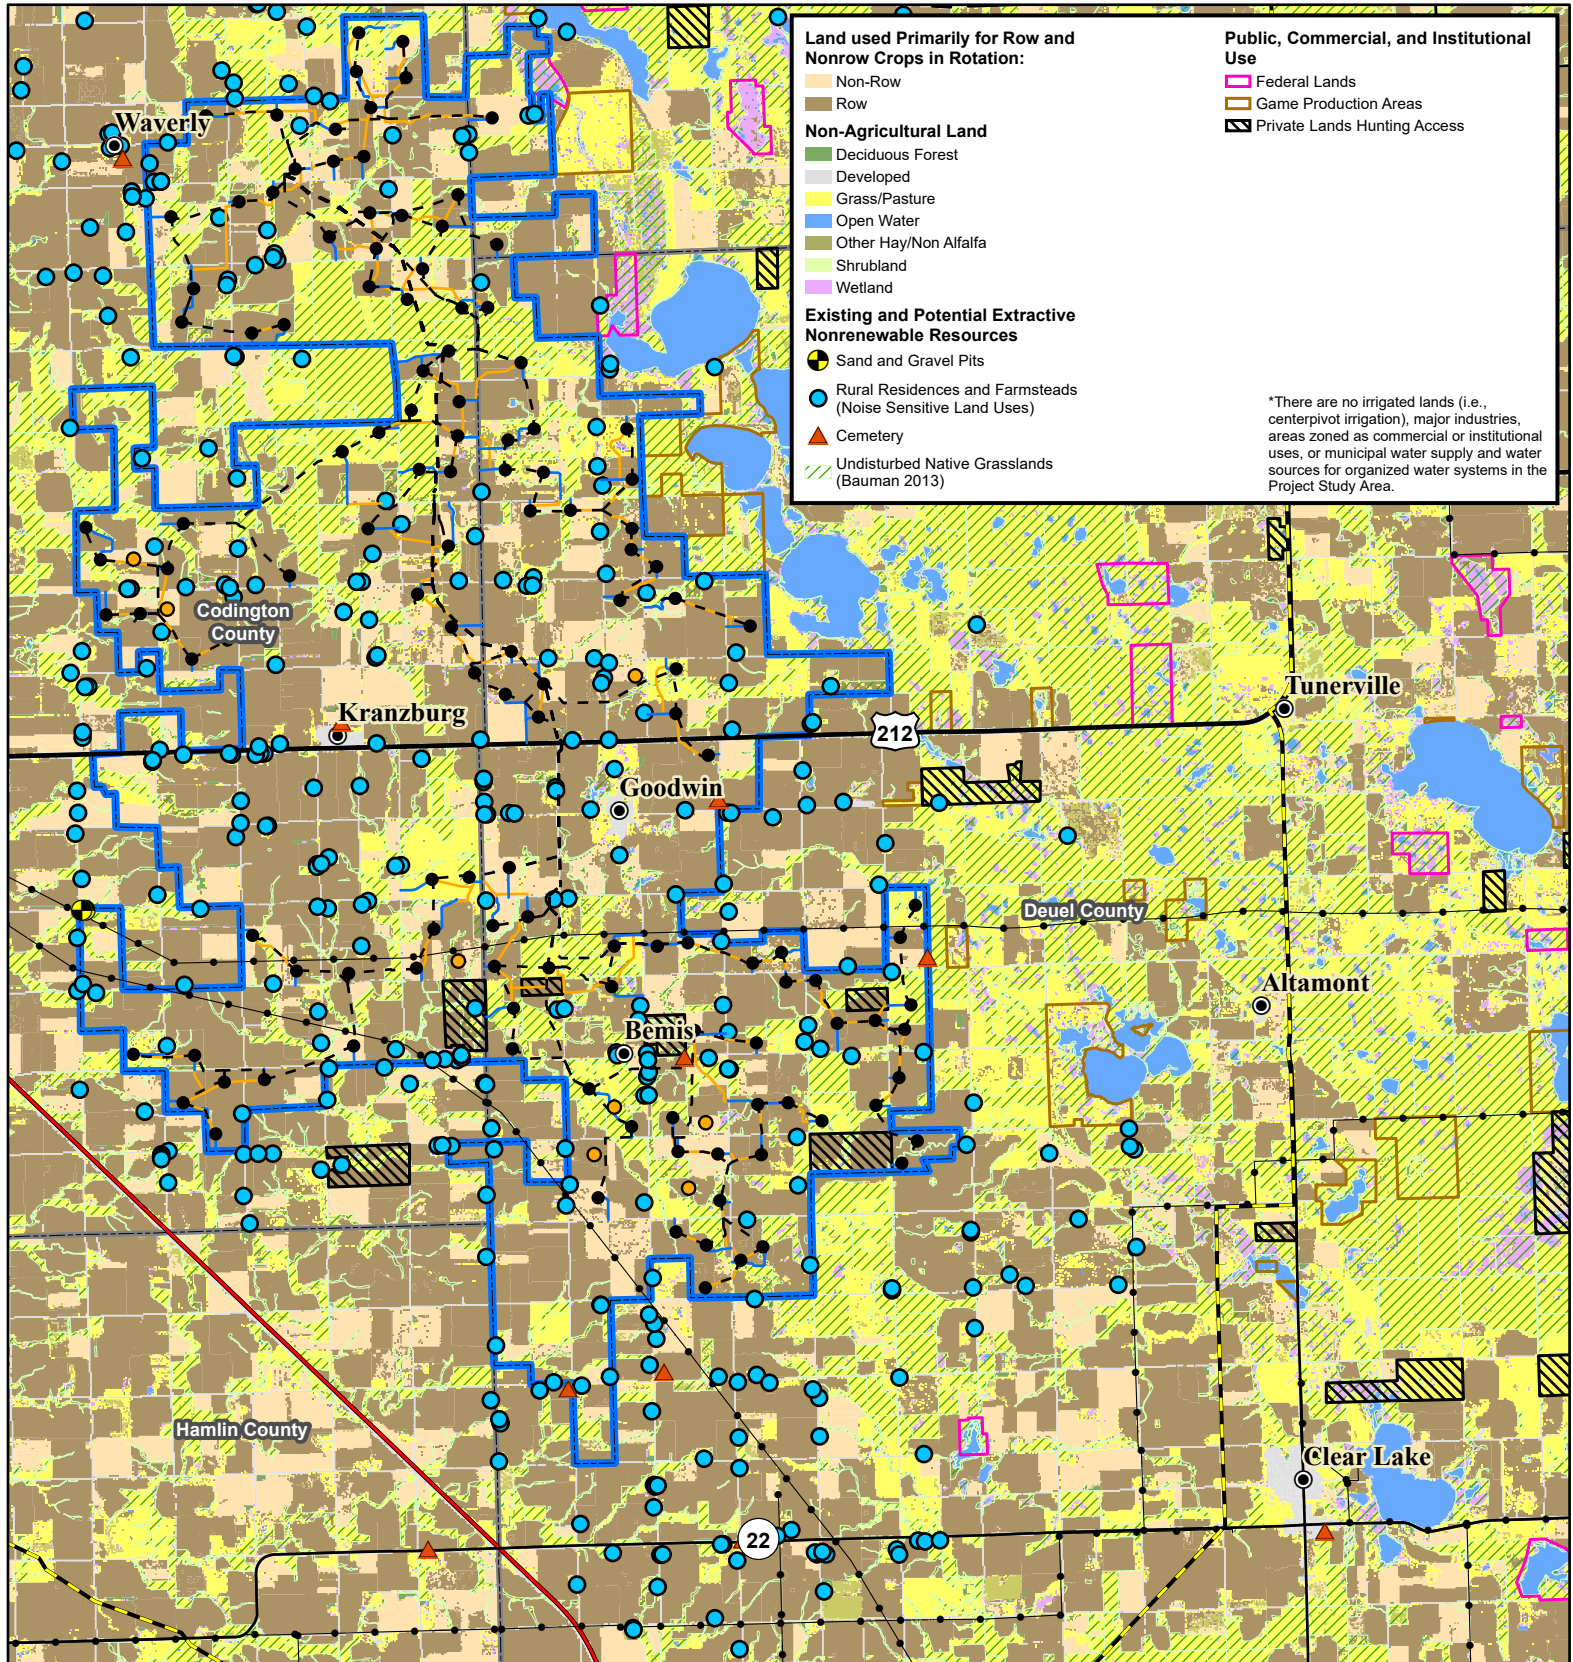 Land used Primarily for Row and
Nonrow Crops in Rotation:
Non-Row
Row
Non-Agricultural Land
Deciduous Forest
Developed
Grass/Pasture
Open Water
Other Hay/Non Alfalfa
Shrubland
Wetland
Existing and Potential Extractive
Nonrenewable Resources
Sand and Gravel Pits
Rural Residences and Farmsteads
(Noise Sensitive Land Uses)
Cemetery
Undisturbed Native Grasslands
(Bauman 2013)
Public, Commercial, and Institutional
Use
Federal Lands
Game Production Areas
Private Lands Hunting Access
*There are no irrigated lands (i.e.,
centerpivot irrigation), major industries,
areas zoned as commercial or institutional
uses, or municipal water supply and water
sources for organized water systems in the
Project Study Area.
Waverly
Codington
County
Kranzburg
212
Tunerville
Goodwin
Deuel County
Altamont
Bemis
Hamlin County
Clear Lake
22